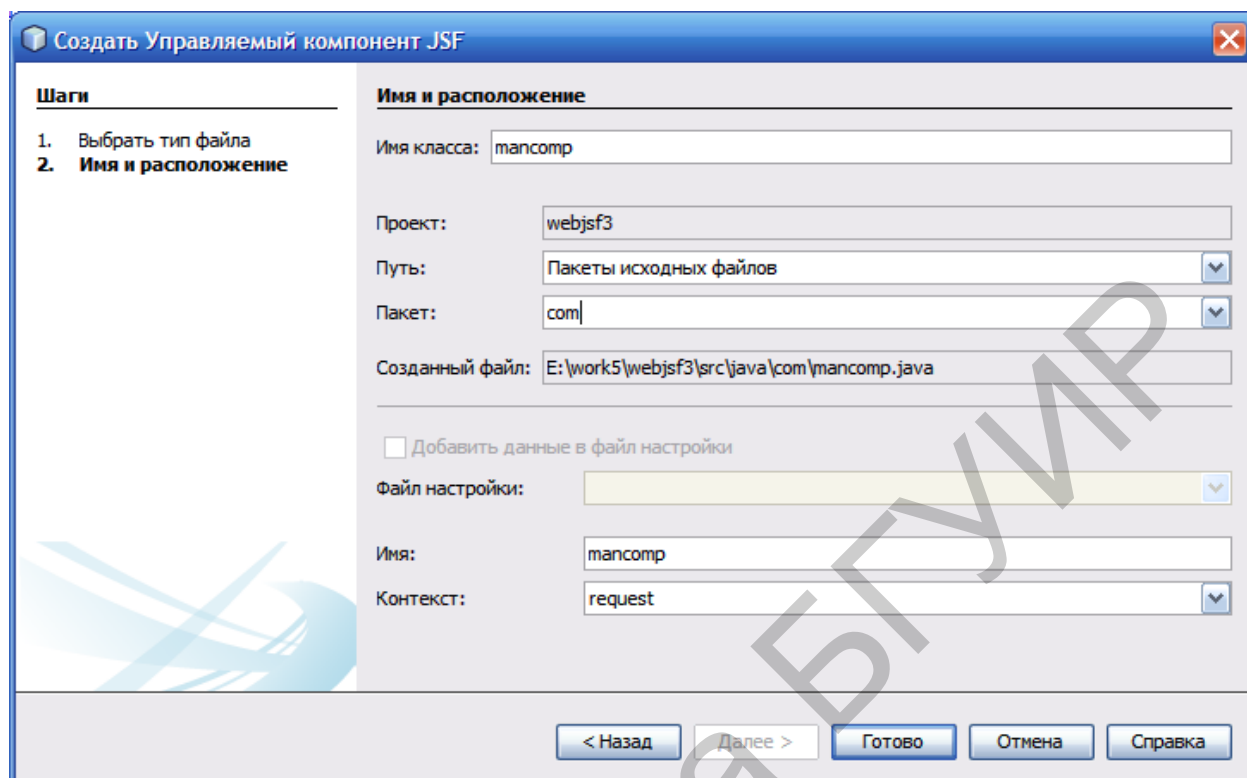 Создать Управляемый компонент JSF
Шаги
1. Выбрать тип файла
2. Имя и расположение
Имя и расположение
Имя класса: mancomp
Проект: webjsf3
Путь: Пакеты исходных файлов
Пакет: com
Созданный файл: E:\work5\webjsf3\src\java\com\mancomp.java
Добавить данные в файл настройки
Файл настройки:
Имя: mancomp
Контекст: request
< Назад Далее > Готово Отмена Справка
я БГУИР